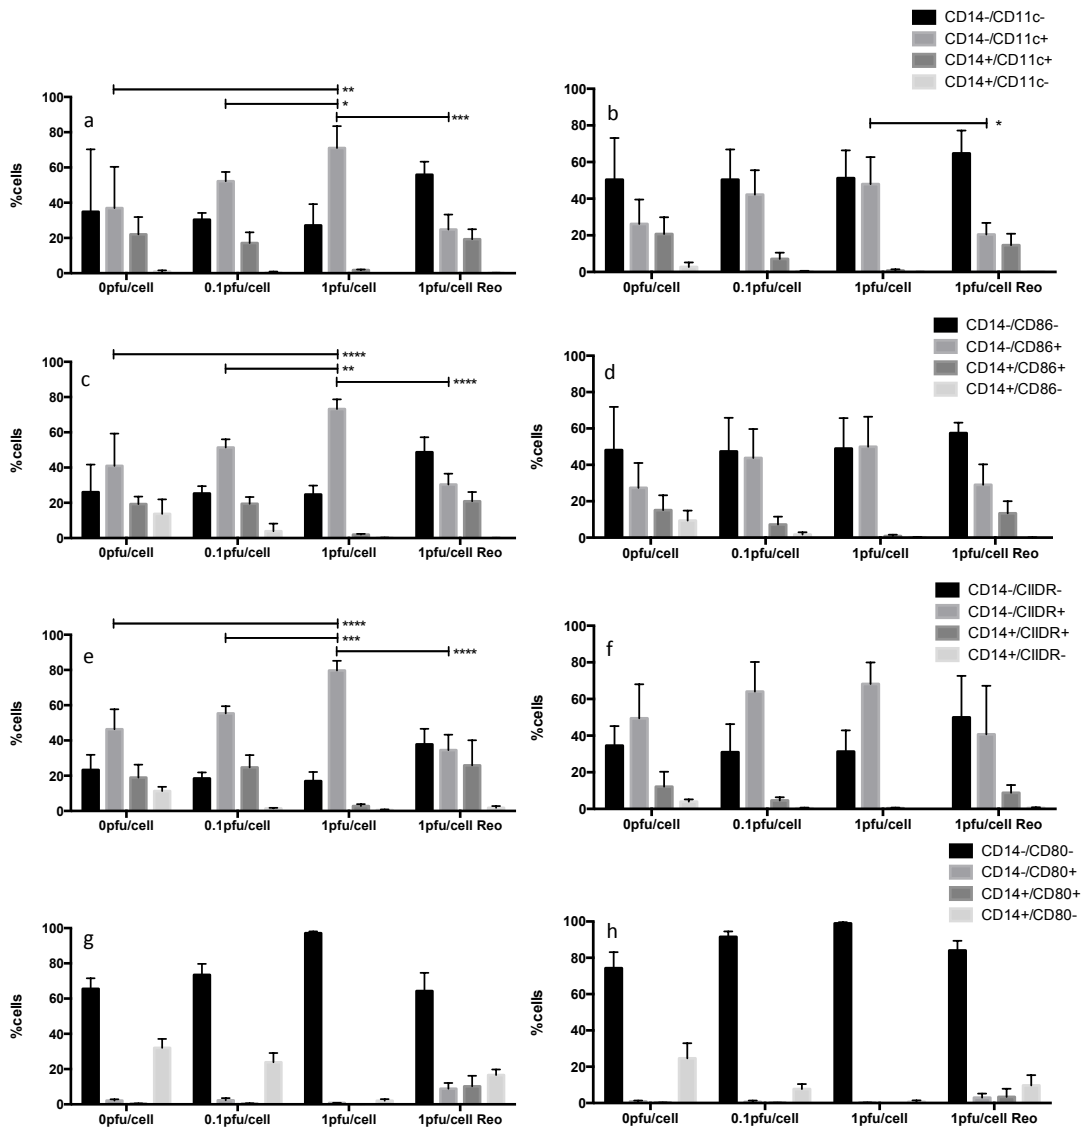 CD14-/CD11c-
CD14-/CD11c+
CD14+/CD11c+
CD14+/CD11c-
a
**
*
***
%cells
100
80
60
40
20
0
0pfu/cell 0.1pfu/cell 1pfu/cell 1pfu/cell Reo
b
*
%cells
100
80
60
40
20
0
0pfu/cell 0.1pfu/cell 1pfu/cell 1pfu/cell Reo
CD14-/CD86-
CD14-/CD86+
CD14+/CD86+
CD14+/CD86-
c
****
**
****
%cells
100
80
60
40
20
0
0pfu/cell 0.1pfu/cell 1pfu/cell 1pfu/cell Reo
d
%cells
100
80
60
40
20
0
0pfu/cell 0.1pfu/cell 1pfu/cell 1pfu/cell Reo
CD14-/CIIDR-
CD14-/CIIDR+
CD14+/CIIDR+
CD14+/CIIDR-
e
****
***
****
%cells
100
80
60
40
20
0
0pfu/cell 0.1pfu/cell 1pfu/cell 1pfu/cell Reo
f
%cells
100
80
60
40
20
0
0pfu/cell 0.1pfu/cell 1pfu/cell 1pfu/cell Reo
CD14-/CD80-
CD14-/CD80+
CD14+/CD80+
CD14+/CD80-
g
%cells
100
80
60
40
20
0
0pfu/cell 0.1pfu/cell 1pfu/cell 1pfu/cell Reo
h
%cells
100
80
60
40
20
0
0pfu/cell 0.1pfu/cell 1pfu/cell 1pfu/cell Reo